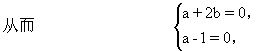 从而
a + 2b = 0，
a - 1 = 0，